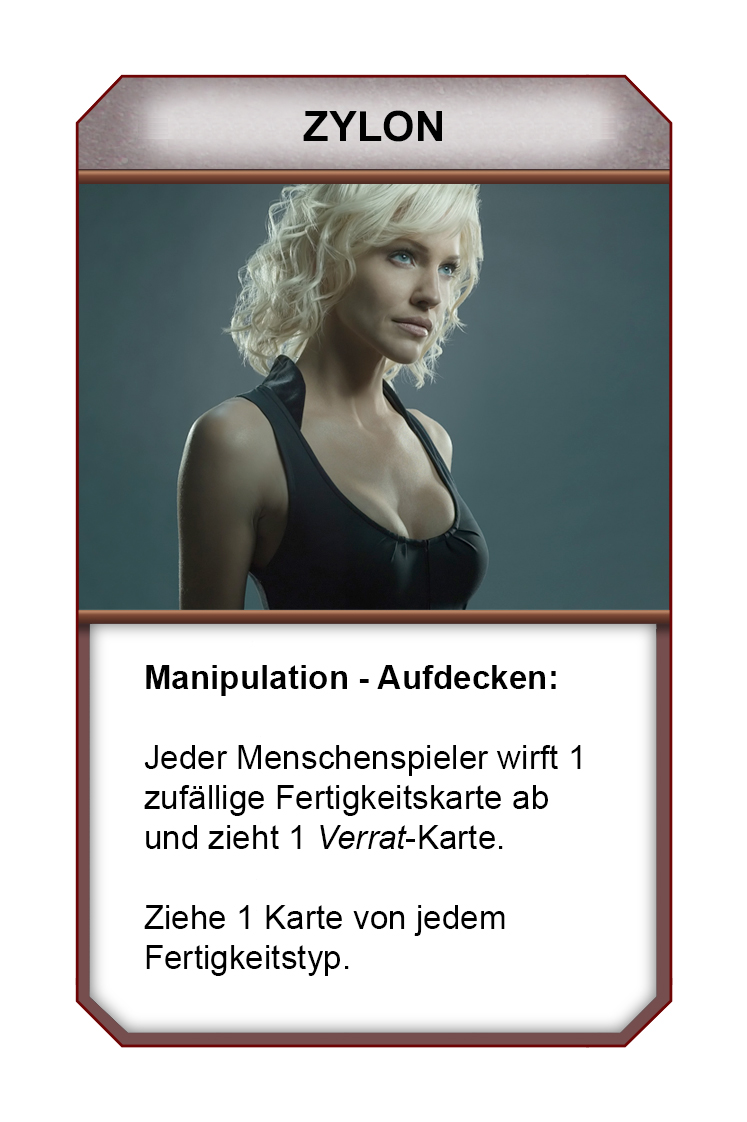 ZYLON
Manipulation - Aufdecken:
Jeder Menschenspieler wirft 1
zufällige Fertigkeitskarte ab
und zieht 1 Verrat-Karte.
Ziehe 1 Karte von jedem
Fertigkeitstyp.